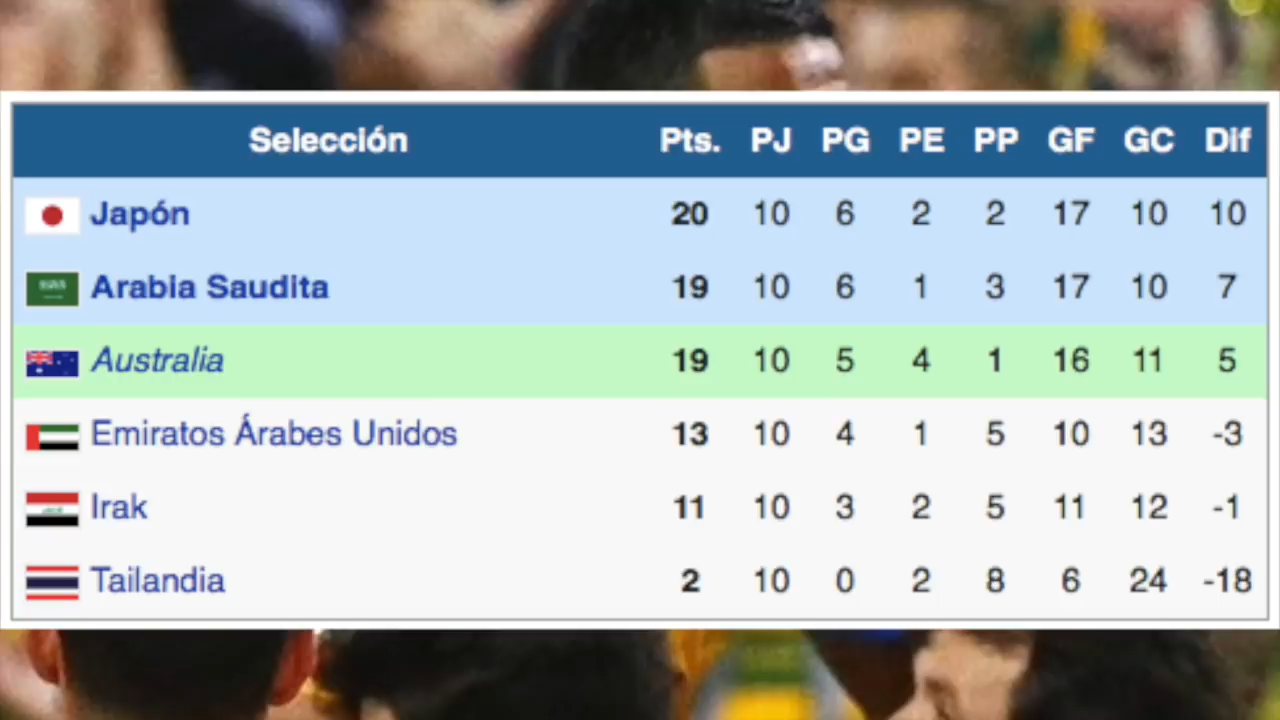 Selección Pts. PJ PG PE PP GF GC Dif
Japón 20 10 6 2 2 17 10 10
Arabia Saudita 19 10 6 1 3 17 10 7
Australia 19 10 5 4 1 16 11 5
Emiratos Árabes Unidos 13 10 4 1 5 10 13 -3
Irak 11 10 3 2 5 11 12 -1
Tailandia 2 10 0 2 8 6 24 -18